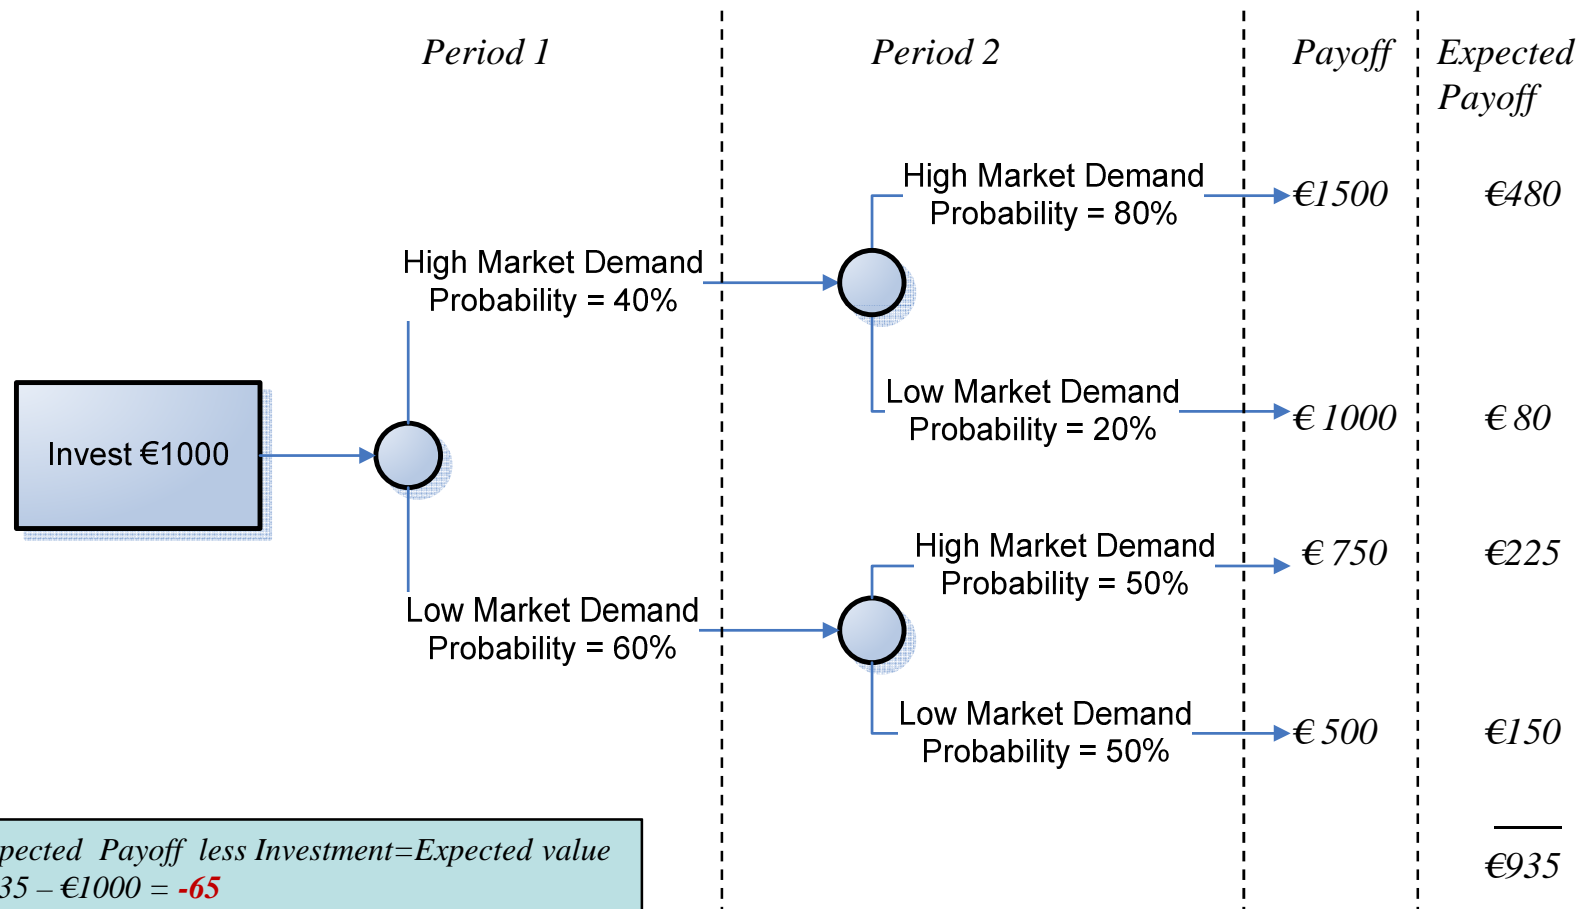 Period 1
Period 2
Payoff
Expected
Payoff
High Market Demand
Probability = 80%
€1500
€480
High Market Demand
Probability = 40%
Low Market Demand
Probability = 20%
€ 1000
€ 80
Invest €1000
High Market Demand
Probability = 50%
€ 750
€225
Low Market Demand
Probability = 60%
Low Market Demand
Probability = 50%
€ 500
€150
pected Payoff less Investment=Expected value
35 – €1000 = -65
€935